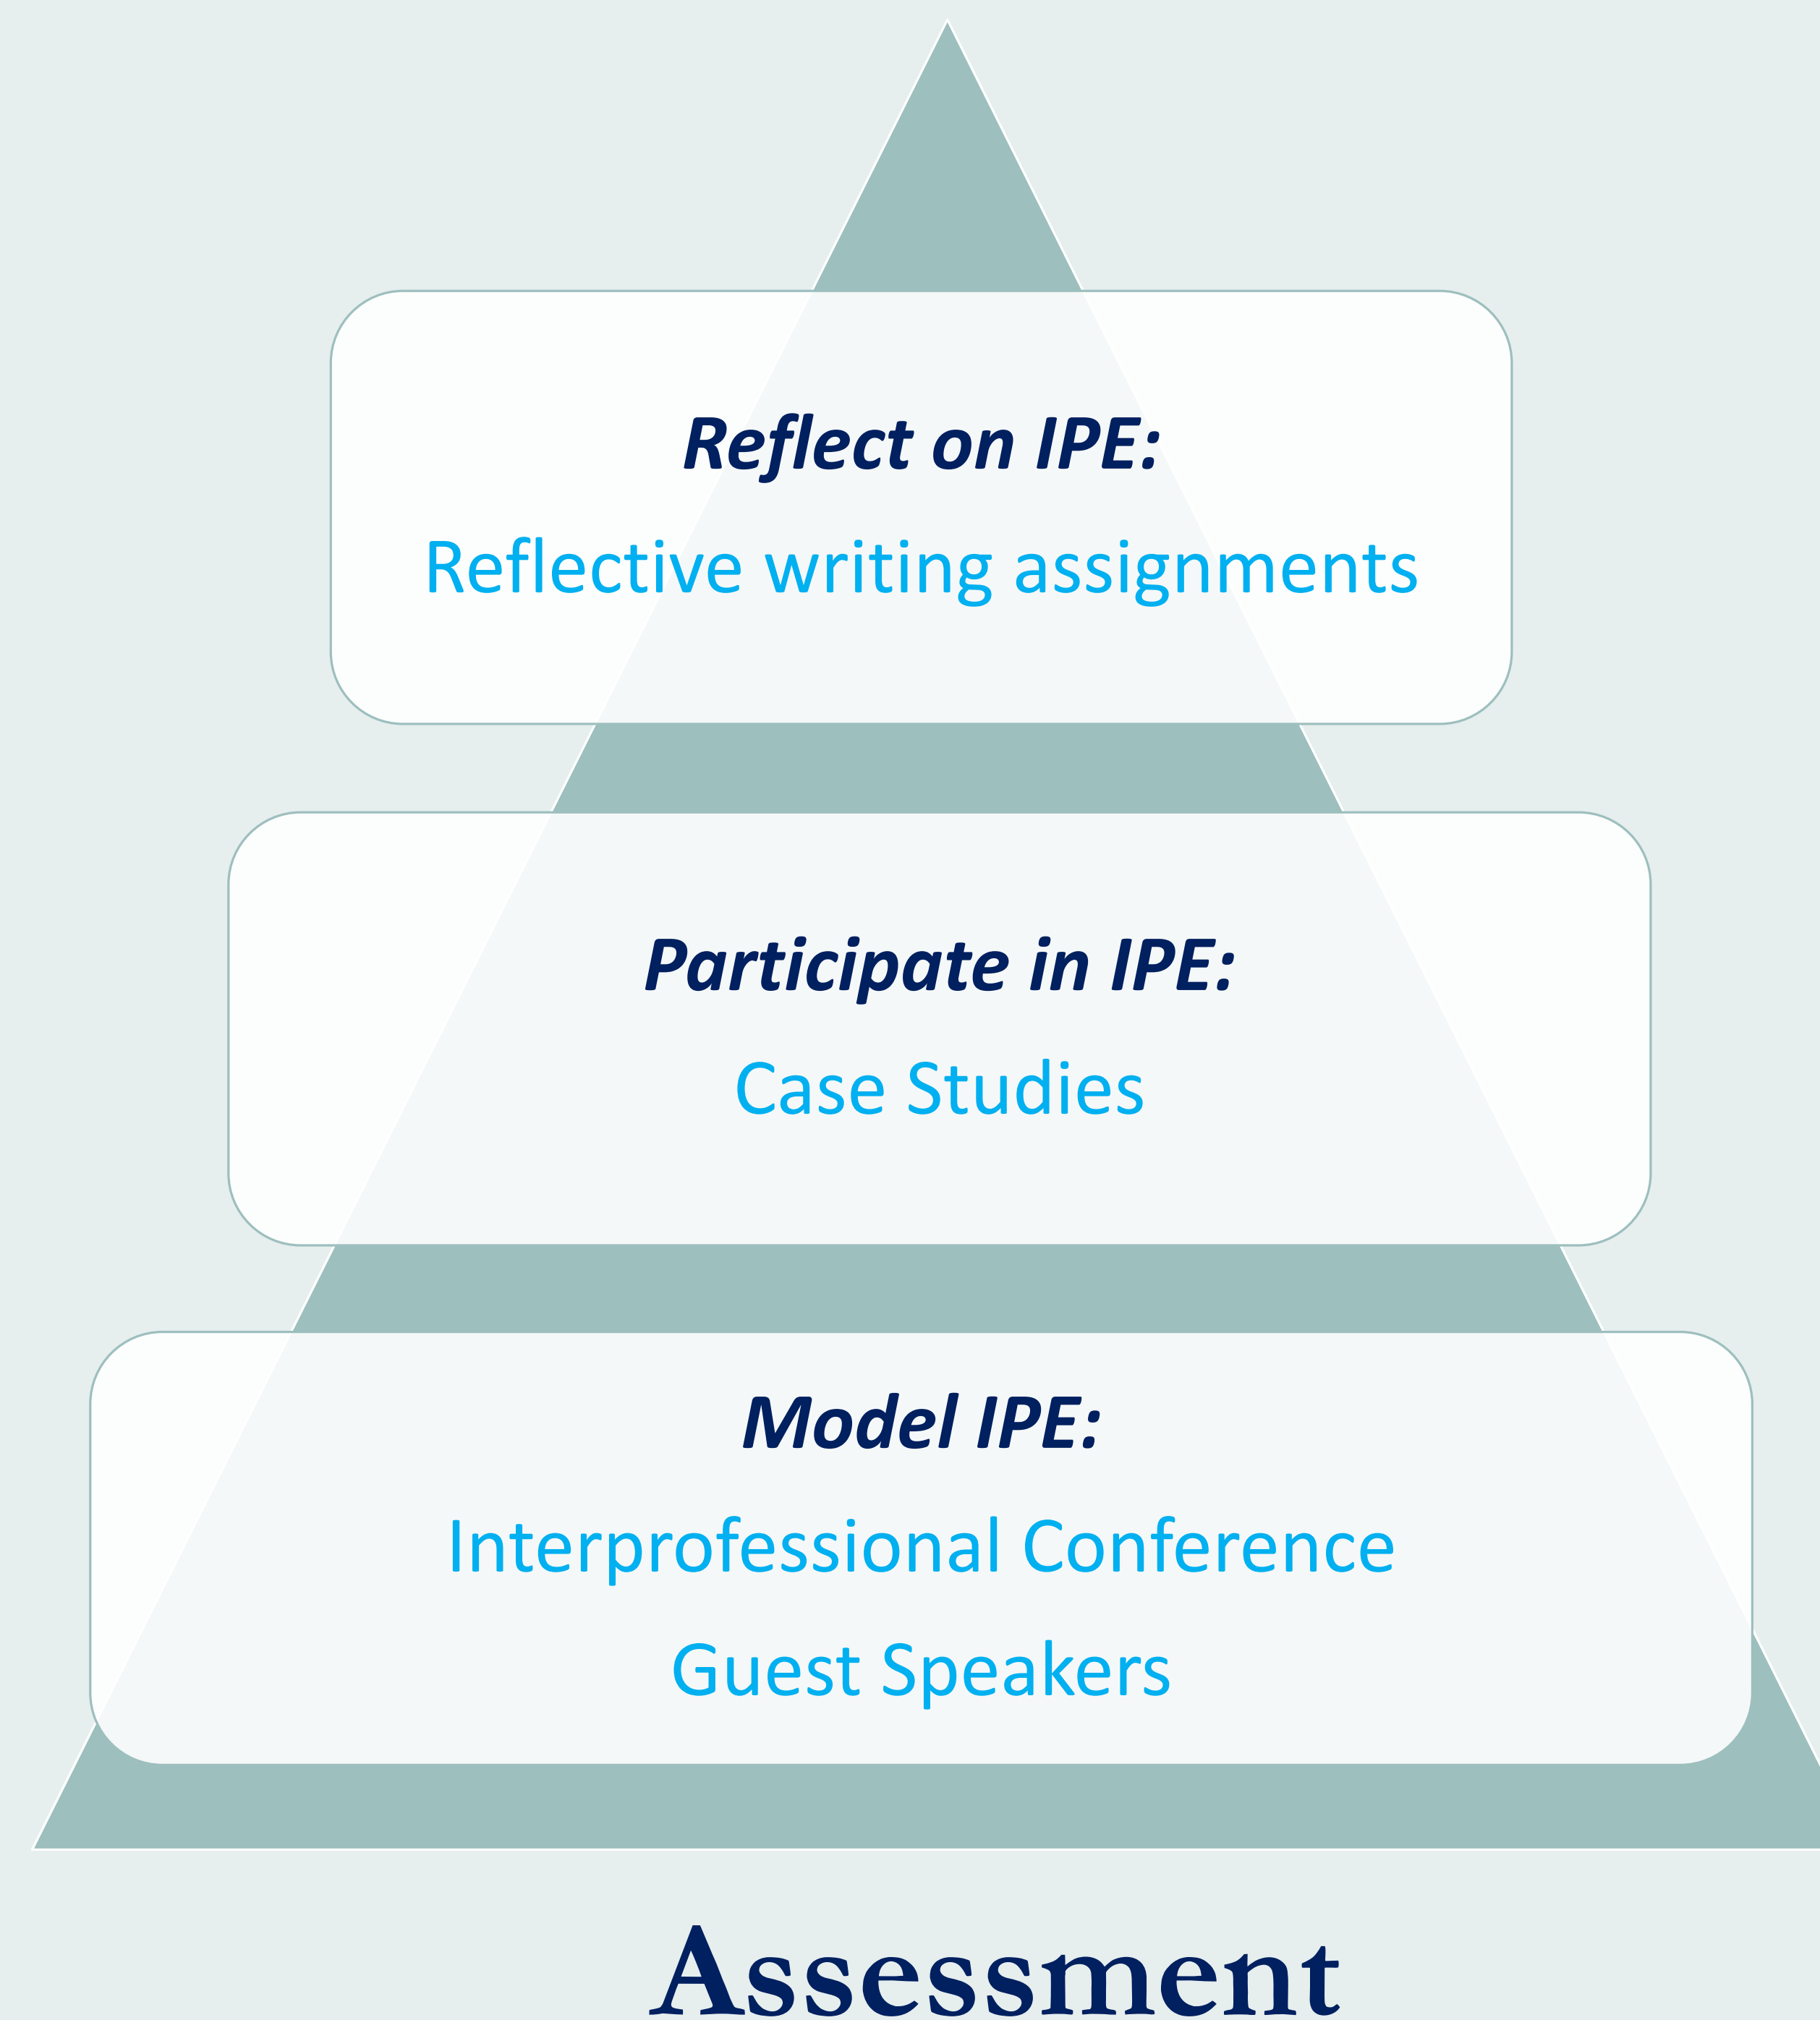 Reflect on IPE:
Reflective writing assignments
Participate in IPE:
Case Studies
Model IPE:
Interprofessional Conference
Guest Speakers
Assessment